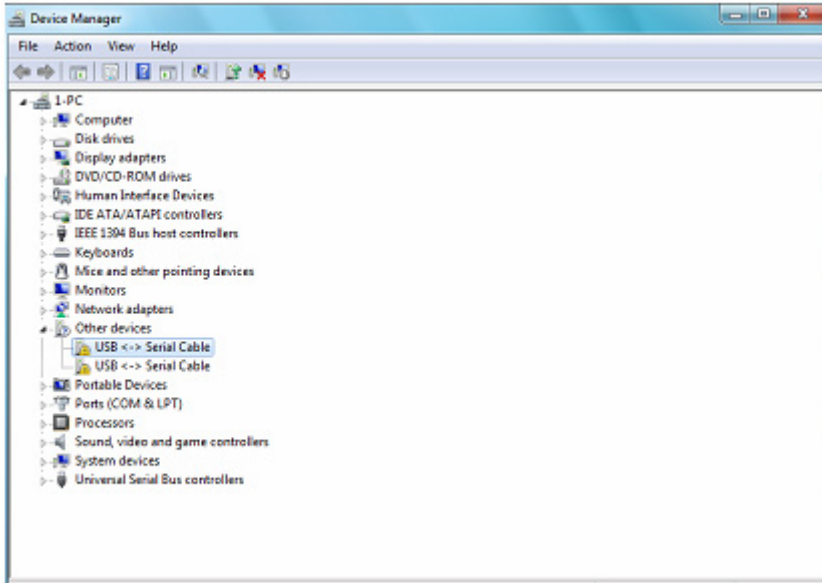 Device Manager
File Action View Help
1-PC
Computer
Disk drives
Display adapters
DVD/CD-ROM drives
Human Interface Devices
IDE ATA/ATAPI controllers
IEEE 1394 Bus host controllers
Keyboards
Mice and other pointing devices
Monitors
Network adapters
Other devices
USB <-> Serial Cable
USB <-> Serial Cable
Portable Devices
Ports (COM & LPT)
Processors
Sound, video and game controllers
System devices
Universal Serial Bus controllers